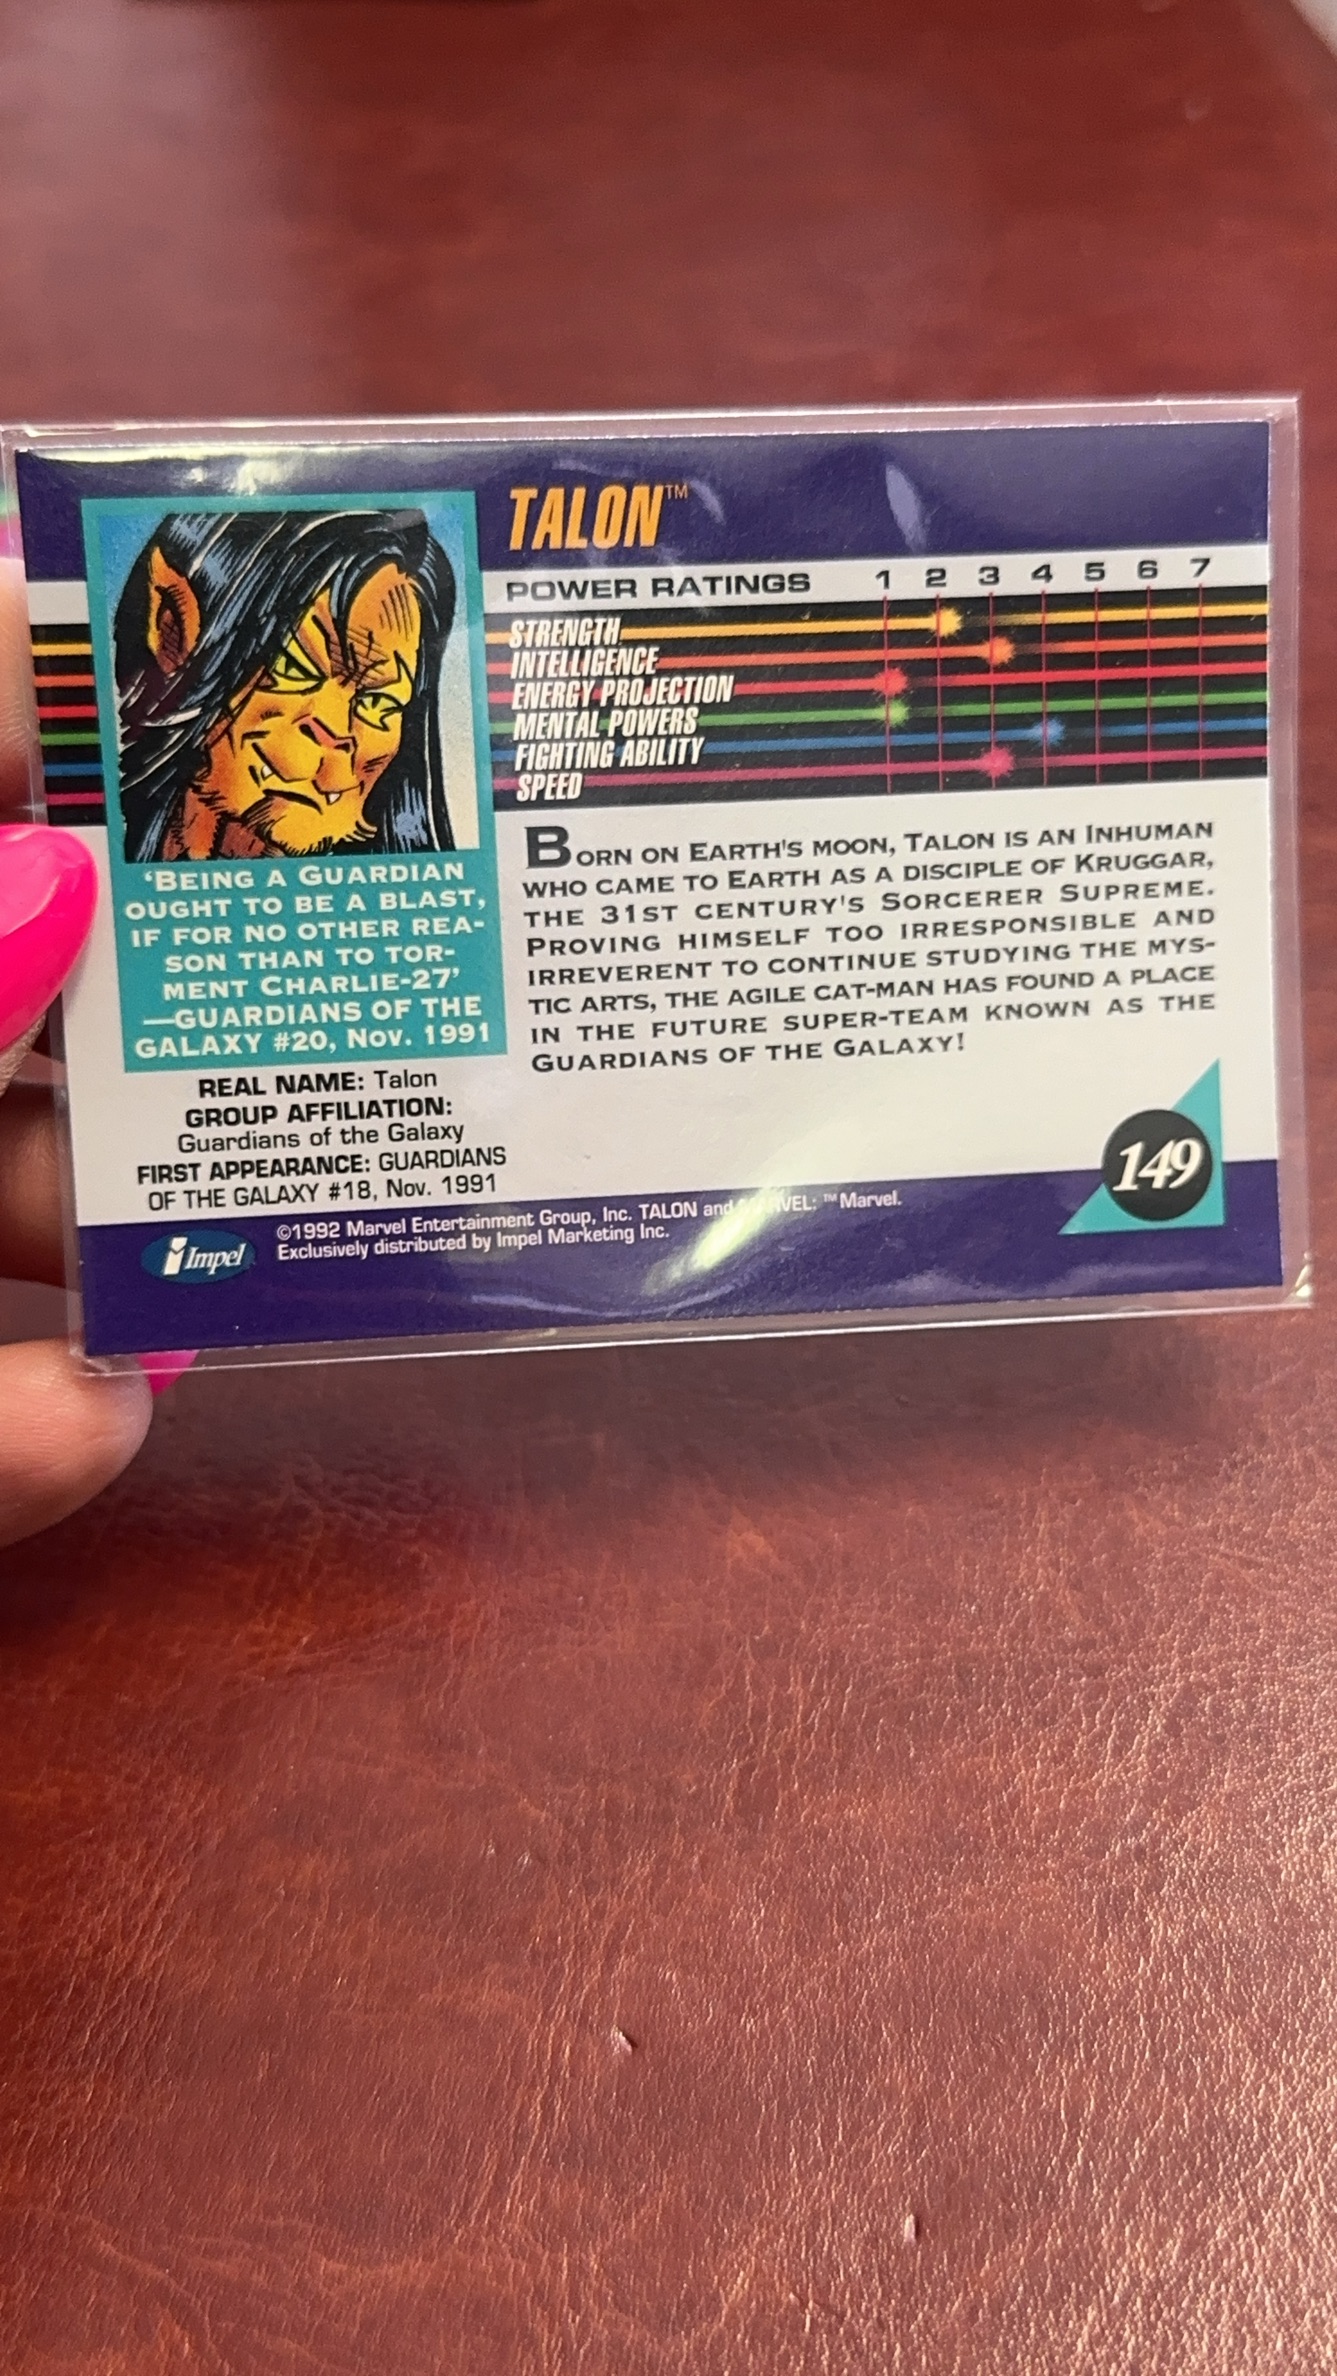 TALON™
POWER RATINGS 1 2 3 4 5 6 7
STRENGTH
INTELLIGENCE
ENERGY PROJECTION
MENTAL POWERS
FIGHTING ABILITY
SPEED
'BEING A GUARDIAN
OUGHT TO BE A BLAST,
IF FOR NO OTHER REA-
SON THAN TO TOR-
MENT CHARLIE-27'
—GUARDIANS OF THE
GALAXY #20, NOV. 1991
REAL NAME: Talon
GROUP AFFILIATION:
Guardians of the Galaxy
FIRST APPEARANCE: GUARDIANS
OF THE GALAXY #18, Nov. 1991
BORN ON EARTH'S MOON, TALON IS AN INHUMAN
WHO CAME TO EARTH AS A DISCIPLE OF KRUGGAR,
THE 31ST CENTURY'S SORCERER SUPREME.
PROVING HIMSELF TOO IRRESPONSIBLE AND
IRREVERENT TO CONTINUE STUDYING THE MYS-
TIC ARTS, THE AGILE CAT-MAN HAS FOUND A PLACE
IN THE FUTURE SUPER-TEAM KNOWN AS THE
GUARDIANS OF THE GALAXY!
149
Impel
©1992 Marvel Entertainment Group, Inc. TALON and MARVEL: ™ Marvel.
Exclusively distributed by Impel Marketing Inc.